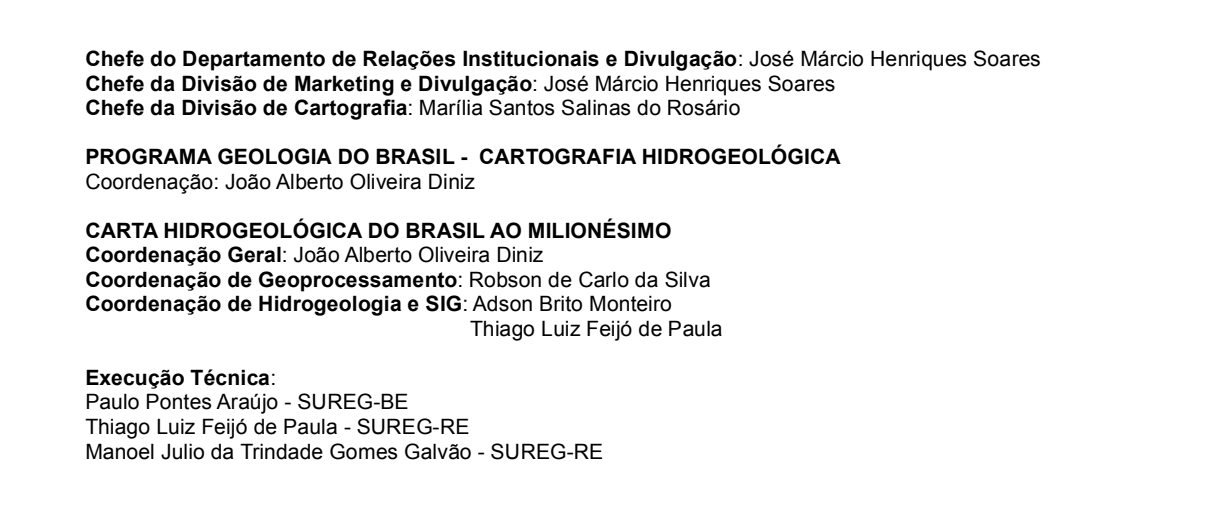 Chefe do Departamento de Relações Institucionais e Divulgação: José Márcio Henriques Soares
Chefe da Divisão de Marketing e Divulgação: José Márcio Henriques Soares
Chefe da Divisão de Cartografia: Marília Santos Salinas do Rosário
PROGRAMA GEOLOGIA DO BRASIL - CARTOGRAFIA HIDROGEOLÓGICA
Coordenação: João Alberto Oliveira Diniz
CARTA HIDROGEOLÓGICA DO BRASIL AO MILIONÉSIMO
Coordenação Geral: João Alberto Oliveira Diniz
Coordenação de Geoprocessamento: Robson de Carlo da Silva
Coordenação de Hidrogeologia e SIG: Adson Brito Monteiro
Thiago Luiz Feijó de Paula
Execução Técnica:
Paulo Pontes Araújo - SUREG-BE
Thiago Luiz Feijó de Paula - SUREG-RE
Manoel Julio da Trindade Gomes Galvão - SUREG-RE